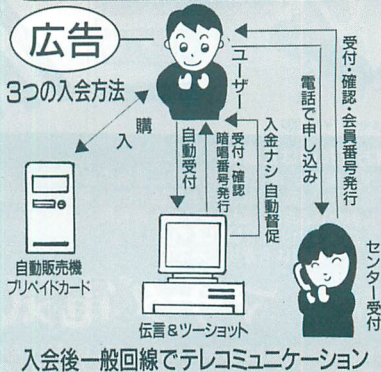 広告
3つの入会方法
ユーザー
購入
自動受付
受付・確認
暗唱番号発行
入金ナシ自動督促
電話で申し込み
受付・確認・会員番号発行
自動販売機
プリペイドカード
伝言&ツーショット
センター受付
入会後一般回線でテレコミュニケーション